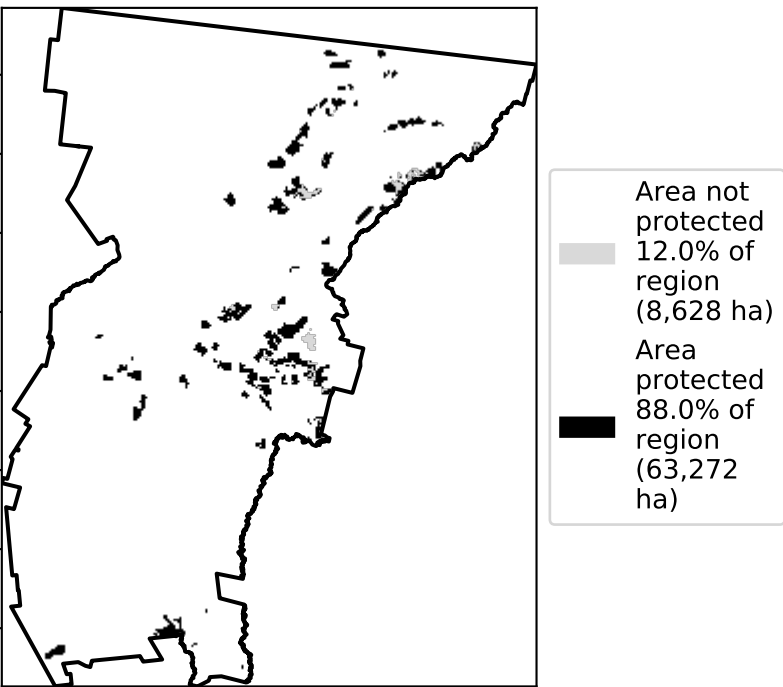 Area not
protected
12.0% of
region
(8,628 ha)
Area
protected
88.0% of
region
(63,272
ha)